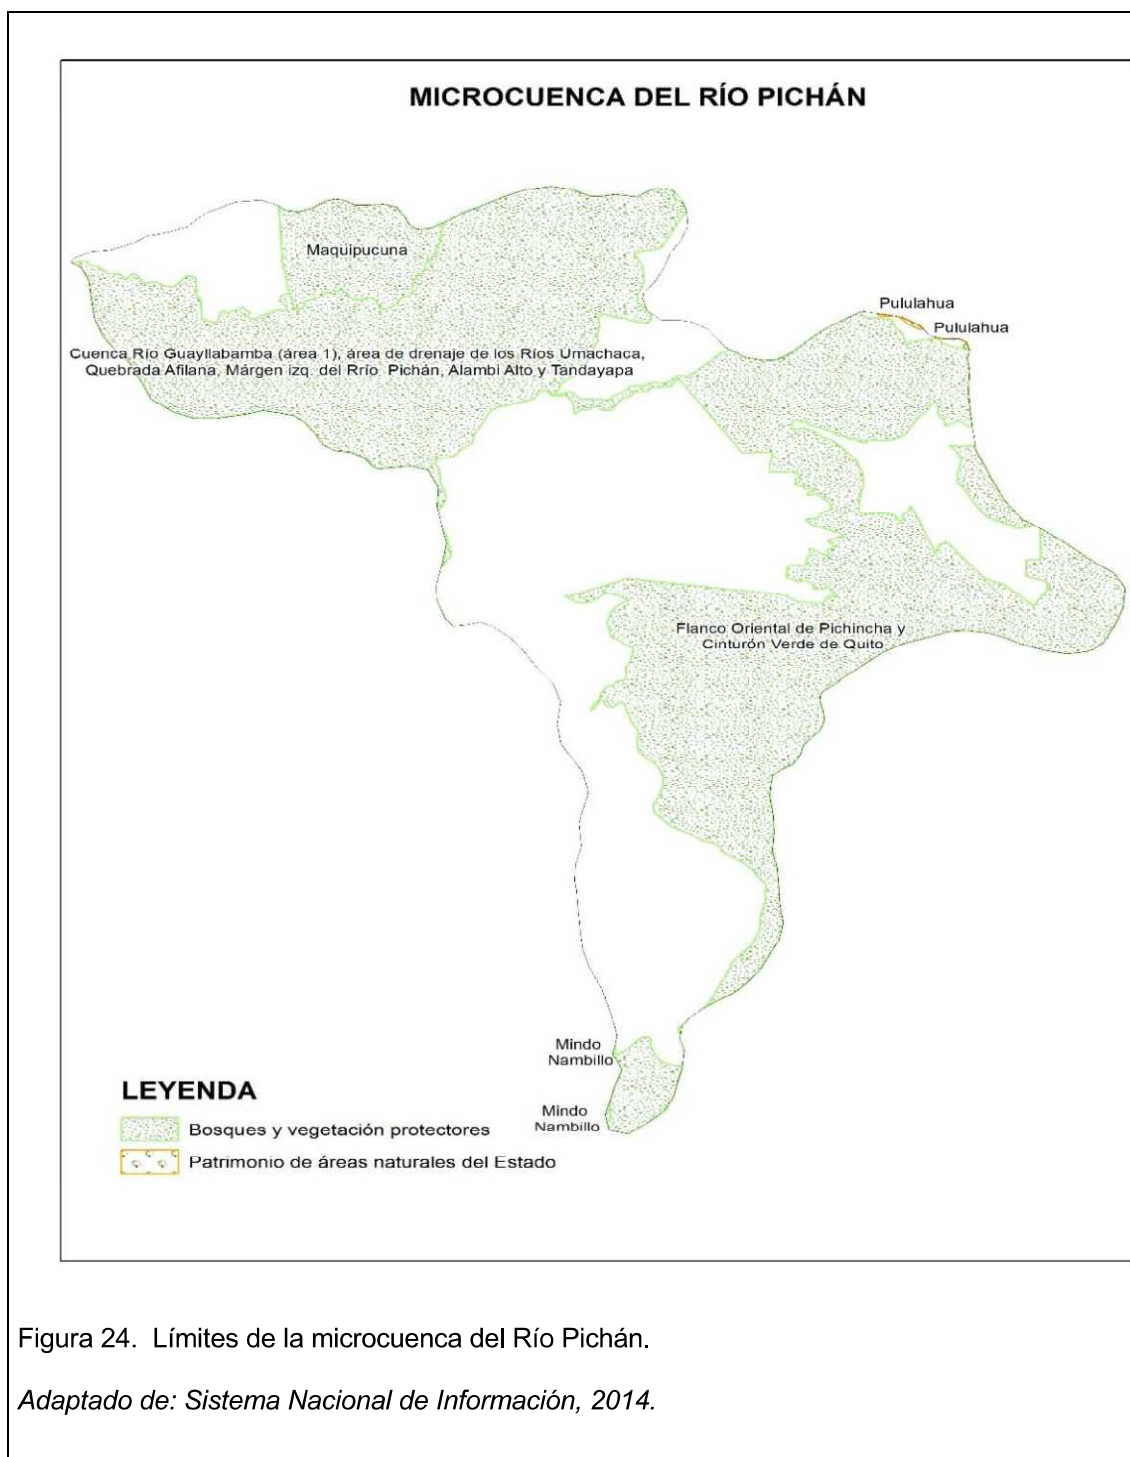 MICROCUENCA DEL RÍO PICHÁN
Maquipucuna
Pululahua
Pululahua
Cuenca Río Guayllabamba (área 1), área de drenaje de los Ríos Umachaca,
Quebrada Afilana, Márgen izq. del Rrío Pichán, Alambi Alto y Tandayapa
Flanco Oriental de Pichincha y
Cinturón Verde de Quito
Mindo
Nambillo
Mindo
Nambillo
LEYENDA
Bosques y vegetación protectores
Patrimonio de áreas naturales del Estado
Figura 24. Límites de la microcuenca del Río Pichán.
Adaptado de: Sistema Nacional de Información, 2014.